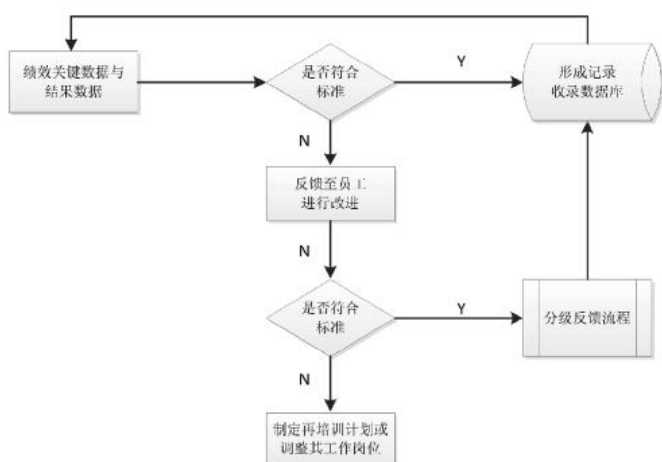 绩效关键数据与
结果数据
是否符合
标准
Y
形成记录
收录数据库
N
反馈至员工
进行改进
N
是否符合
标准
Y
分级反馈流程
N
制定再培训计划或
调整其工作岗位